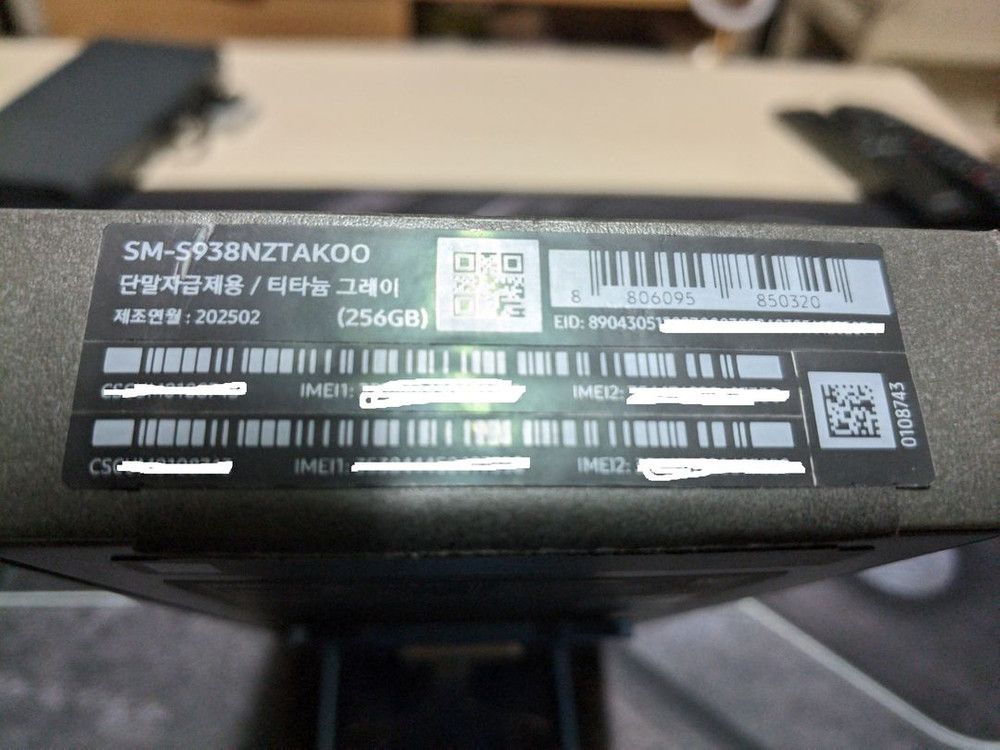 SM-S938NZTAKOO
단말자급제용 / 티타늄 그레이
제조연월 : 202502 (256GB)
8 806095 850320
EID: 89043051
IMEI1: IMEI2:
IMEI1: IMEI2:
0108743